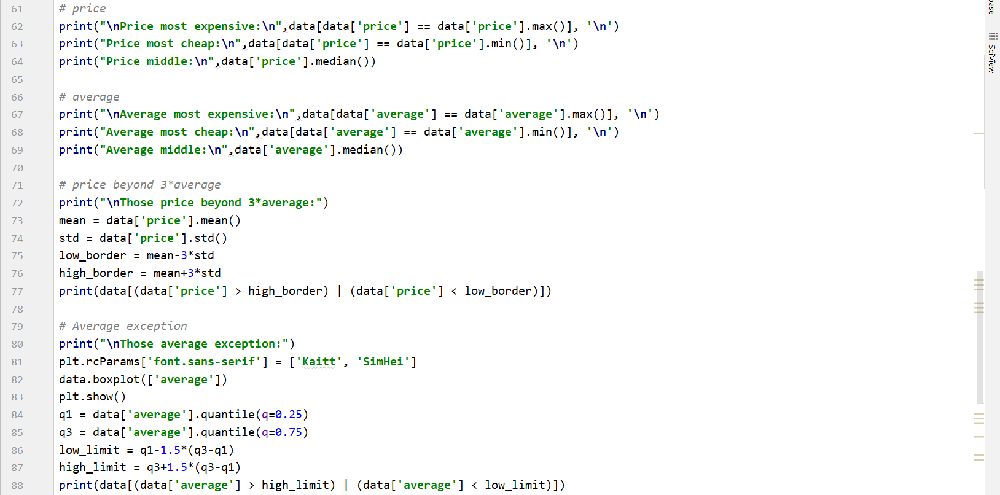 61 # price
62 print("\nPrice most expensive:\n",data[data['price'] == data['price'].max()], '\n')
63 print("Price most cheap:\n",data[data['price'] == data['price'].min()], '\n')
64 print("Price middle:\n",data['price'].median())
65
66 # average
67 print("\nAverage most expensive:\n",data[data['average'] == data['average'].max()], '\n')
68 print("Average most cheap:\n",data[data['average'] == data['average'].min()], '\n')
69 print("Average middle:\n",data['average'].median())
70
71 # price beyond 3*average
72 print("\nThose price beyond 3*average:")
73 mean = data['price'].mean()
74 std = data['price'].std()
75 low_border = mean-3*std
76 high_border = mean+3*std
77 print(data[(data['price'] > high_border) | (data['price'] < low_border)])
78
79 # Average exception
80 print("\nThose average exception:")
81 plt.rcParams['font.sans-serif'] = ['Kaitt', 'SimHei']
82 data.boxplot(['average'])
83 plt.show()
84 q1 = data['average'].quantile(q=0.25)
85 q3 = data['average'].quantile(q=0.75)
86 low_limit = q1-1.5*(q3-q1)
87 high_limit = q3+1.5*(q3-q1)
88 print(data[(data['average'] > high_limit) | (data['average'] < low_limit)])
base
SciView